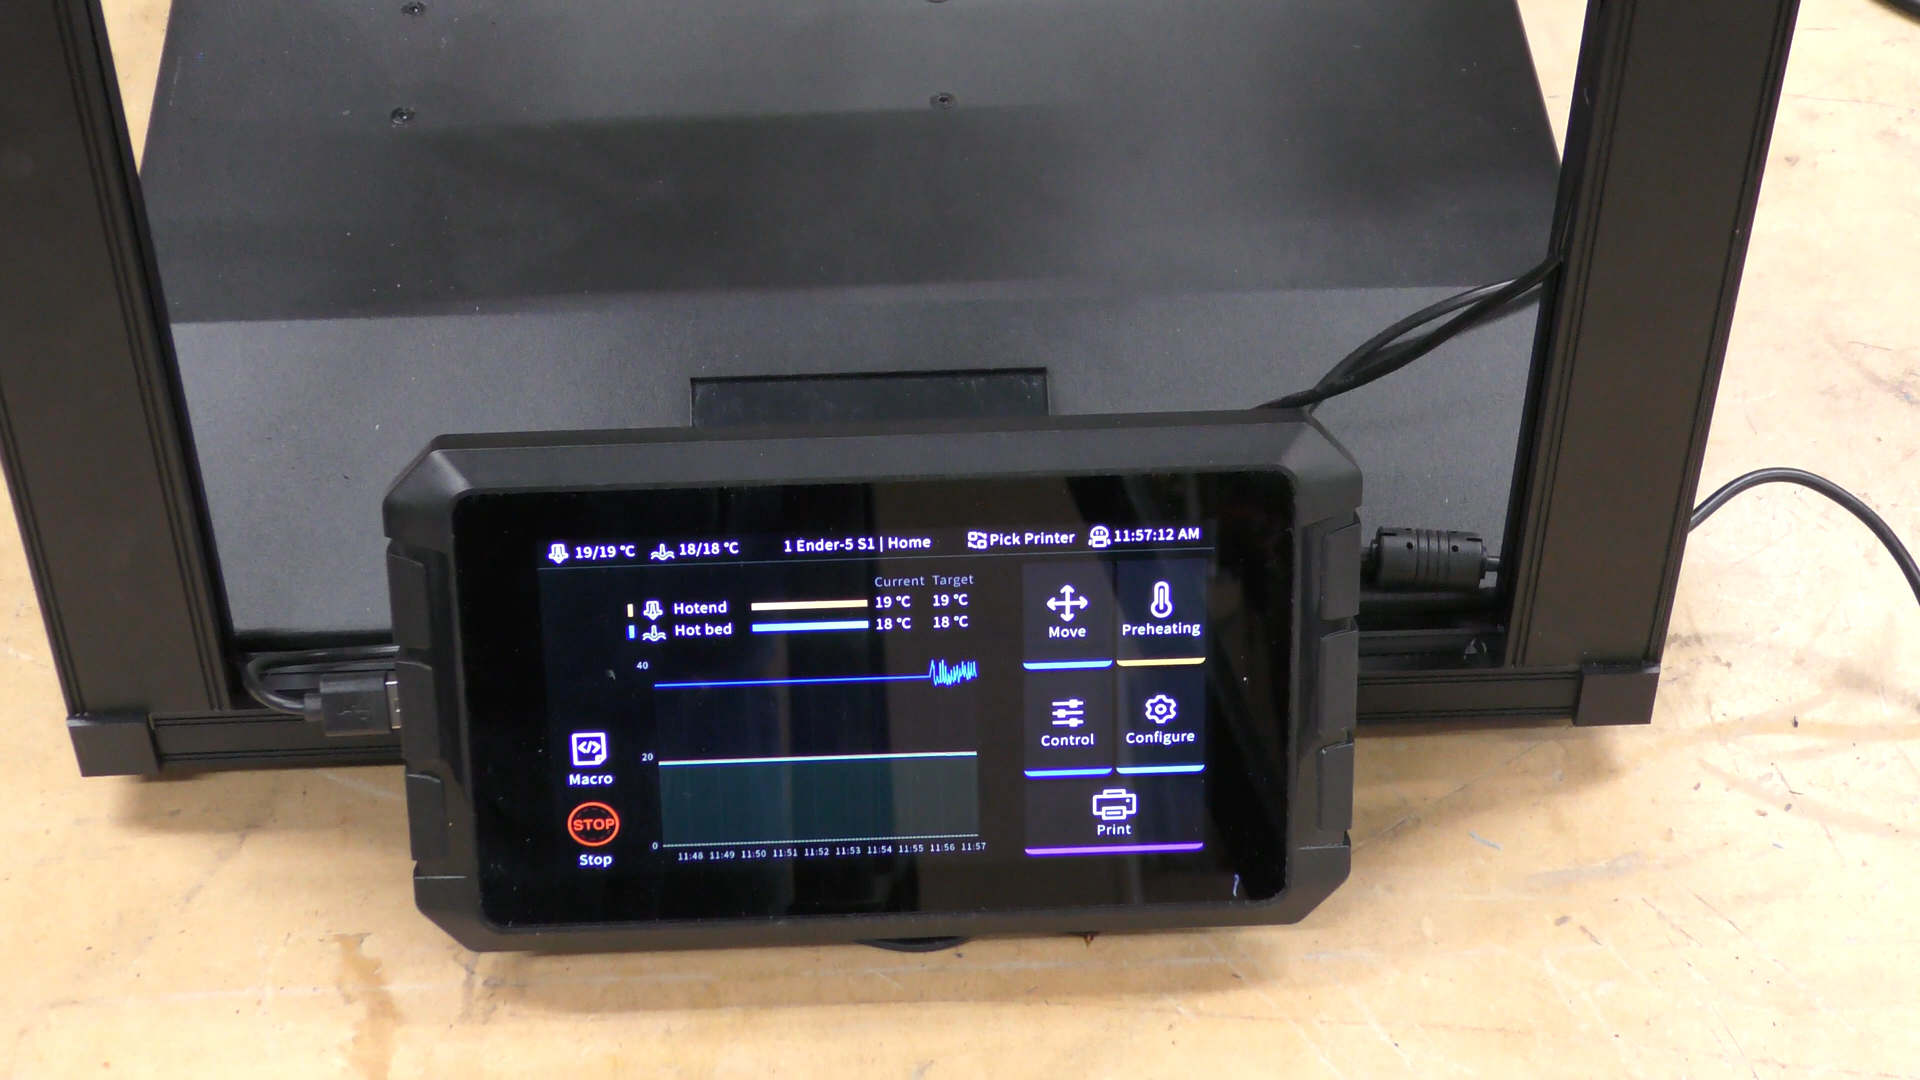 19/19 °C 18/18 °C 1 Ender-5 S1 | Home Pick Printer 11:57:12 AM
Current Target
Hotend 19 °C 19 °C
Hot bed 18 °C 18 °C
40
20
0
11:48 11:49 11:50 11:51 11:52 11:53 11:54 11:55 11:56 11:57
Macro
STOP
Stop
Move
Preheating
Control
Configure
Print